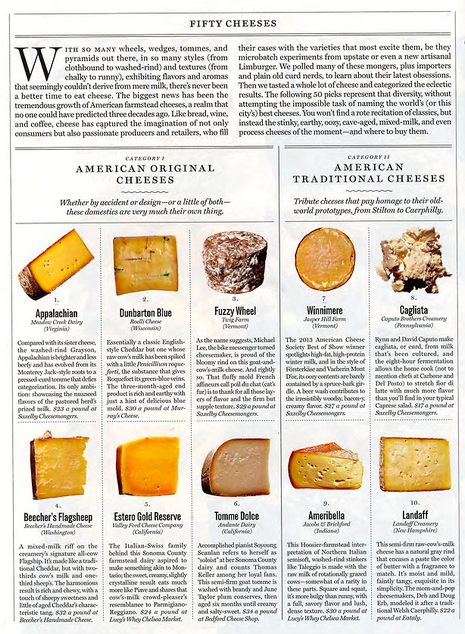 FIFTY CHEESES
WITH SO MANY wheels, wedges, tommes, and
pyramids out there, in so many styles (from
clothbound to washed-rind) and textures (from
chalky to runny), exhibiting flavors and aromas
that seemingly couldn't derive from mere milk, there's never been
a better time to eat cheese. The biggest news has been the
tremendous growth of American farmstead cheeses, a realm that
no one could have predicted three decades ago. Like bread, wine,
and coffee, cheese has captured the imagination of not only
consumers but also passionate producers and retailers, who fill
their cases with the varieties that most excite them, be they
microbatch experiments from upstate or even a new artisanal
Limburger. We polled many of these mongers, plus importers
and plain old curd nerds, to learn about their latest obsessions.
Then we tasted a whole lot of cheese and categorized the eclectic
results. The following 50 picks represent that diversity, without
attempting the impossible task of naming the world's (or this
city's) best cheeses. You won't find a rote recitation of classics, but
instead the stinky, earthy, oozy, cave-aged, mixed-milk, and even
process cheeses of the moment—and where to buy them.
CATEGORY I
AMERICAN ORIGINAL
CHEESES
Whether by accident or design—or a little of both—
these domestics are very much their own thing.
CATEGORY II
AMERICAN
TRADITIONAL CHEESES
Tribute cheeses that pay homage to their old-
world prototypes, from Stilton to Caerphilly.
1.
Appalachian
Meadow Creek Dairy
(Virginia)
Compared with its sister cheese,
the washed-rind Grayson,
Appalachian is brighter and less
beefy and has evolved from its
Monterey Jack-style roots to a
pressed-curd tomme that defies
categorization. Its only ambi-
tion: showcasing the nuanced
flavors of the pastured herd's
prized milk. $23 a pound at
Saxelby Cheesemongers.
2.
Dunbarton Blue
Roelli Cheese
(Wisconsin)
Essentially a classic English-
style Cheddar but one whose
raw cow's milk has been spiked
with a little Penicillium roque-
forti, the substance that gives
Roquefort its green-blue veins.
The three-month-aged end
product is rich and earthy with
just a hint of delicious blue
mold. $30 a pound at Mur-
ray's Cheese.
3.
Fuzzy Wheel
Twig Farm
(Vermont)
As the name suggests, Michael
Lee, the bike messenger turned
cheesemaker, is proud of the
bloomy rind on this goat-and-
cow's-milk cheese. And rightly
so. That fluffy mold French
affineurs call poil du chat (cat's
fur) is to thank for all those lay-
ers of flavor and the firm but
supple texture. $29 a pound at
Saxelby Cheesemongers.
7.
Winnimere
Jasper Hill Farm
(Vermont)
The 2013 American Cheese
Society Best of Show winner
spotlights high-fat, high-protein
winter milk, and in the style of
Försterkäse and Vacherin Mont
d'Or, its oozy contents are barely
contained by a spruce-bark gir-
dle. A beer wash contributes to
the irresistibly woodsy, bacon-y,
creamy flavor. $27 a pound at
Saxelby Cheesemongers.
8.
Cagliata
Caputo Brothers Creamery
(Pennsylvania)
Rynn and David Caputo make
cagliata, or curd, from milk
that's been cultured, and
the eight-hour fermentation
allows the home cook (not to
mention chefs at Carbone and
Del Posto) to stretch for di
latte with much more flavor
than you'll find in your typical
Caprese salad. $17 a pound at
Saxelby Cheesemongers.
4.
Beecher's Flagsheep
Beecher's Handmade Cheese
(Washington)
A mixed-milk riff on the
creamery's signature all-cow
Flagship. It's made like a tradi-
tional Cheddar, but with two-
thirds cow's milk and one-
third sheep's. The harmonious
result is rich and chewy, with a
touch of sheepy sweetness and
little of aged Cheddar's charac-
teristic tang. $32 a pound at
Beecher's Handmade Cheese.
5.
Estero Gold Reserve
Valley Ford Cheese Company
(California)
The Italian-Swiss family
behind this Sonoma County
farmstead dairy aspired to
make something akin to Mon-
tasio; the sweet, creamy, slightly
crystalline result eats much
more like Piave and shares that
cow's-milk crowd-pleaser's
resemblance to Parmigiano-
Reggiano. $24 a pound at
Lucy's Whey Chelsea Market.
6.
Tomme Dolce
Andante Dairy
(California)
Accomplished pianist Soyoung
Scanlan refers to herself as
"soloist" at her Sonoma County
dairy and counts Thomas
Keller among her loyal fans.
This semi-firm goat tomme is
washed with brandy and June
Taylor plum conserves, then
aged six months until creamy
and salty-sweet. $39 a pound
at Bedford Cheese Shop.
9.
Ameribella
Jacobs & Brichford
(Indiana)
This Hoosier-farmstead inter-
pretation of Northern Italian
semisoft, washed-rind stinkers
like Taleggio is made with the
raw milk of rotationally grazed
cows—somewhat of a rarity in
these parts. Square and squat,
it's more bulgy than runny, with
a full, savory flavor and lush,
dense texture. $30 a pound at
Lucy's Whey Chelsea Market.
10.
Landaff
Landaff Creamery
(New Hampshire)
This semi-firm raw-cow's-milk
cheese has a natural gray rind
that encases a paste the color
of butter with a fragrance to
match. It's moist and mild,
faintly tangy, exquisite in its
simplicity. The mom-and-pop
cheesemakers, Deb and Doug
Erb, modeled it after a tradi-
tional Welsh Caerphilly. $22 a
pound at Eataly.